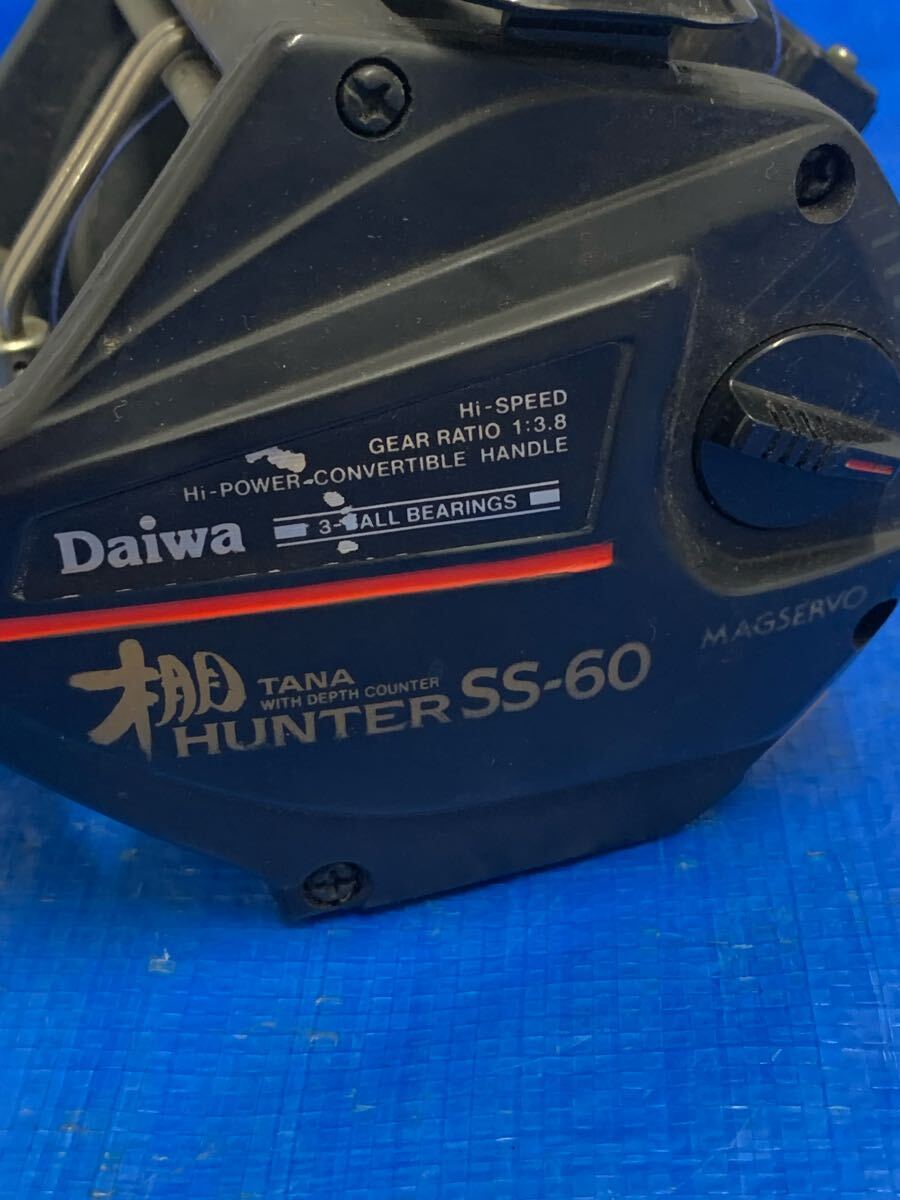 Hi-SPEED
GEAR RATIO 1:3.8
Hi-POWER-CONVERTIBLE HANDLE
Daiwa
3-BALL BEARINGS
棚 TANA
WITH DEPTH COUNTER
HUNTER SS-60
MAGSERVO